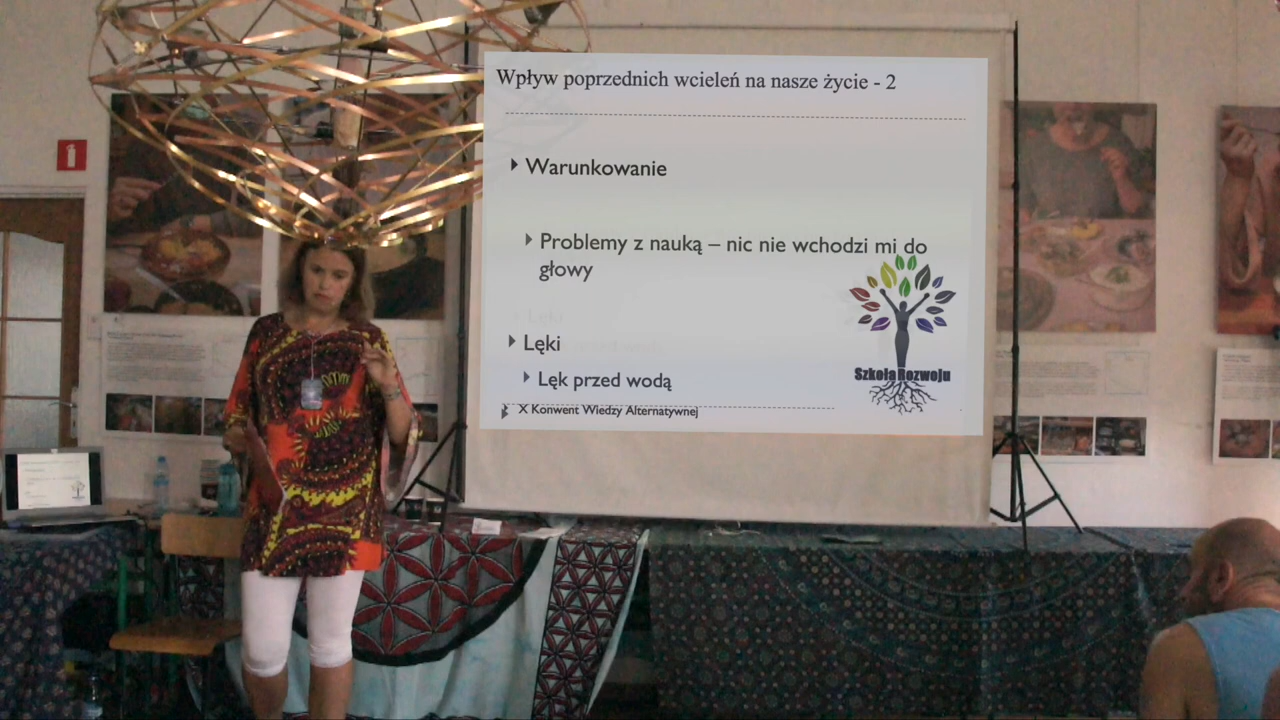 Wpływ poprzednich wcieleń na nasze życie - 2
Warunkowanie
Problemy z nauką – nic nie wchodzi mi do
głowy
Lęki
Lęk przed wodą
Szkoła Rozwoju
X Konwent Wiedzy Alternatywnej